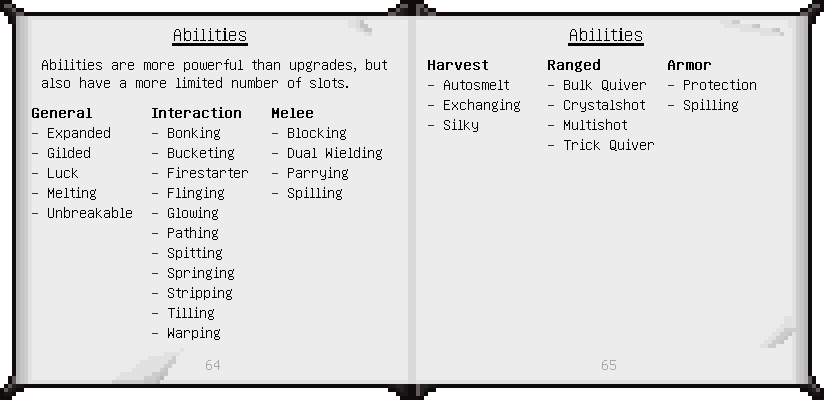 Abilities
Abilities are more powerful than upgrades, but
also have a more limited number of slots.
General
- Expanded
- Gilded
- Luck
- Melting
- Unbreakable
Interaction
- Bonking
- Bucketing
- Firestarter
- Flinging
- Glowing
- Pathing
- Spitting
- Springing
- Stripping
- Tilling
- Warping
Melee
- Blocking
- Dual Wielding
- Parrying
- Spilling
64
Abilities
Harvest
- Autosmelt
- Exchanging
- Silky
Ranged
- Bulk Quiver
- Crystalshot
- Multishot
- Trick Quiver
Armor
- Protection
- Spilling
65